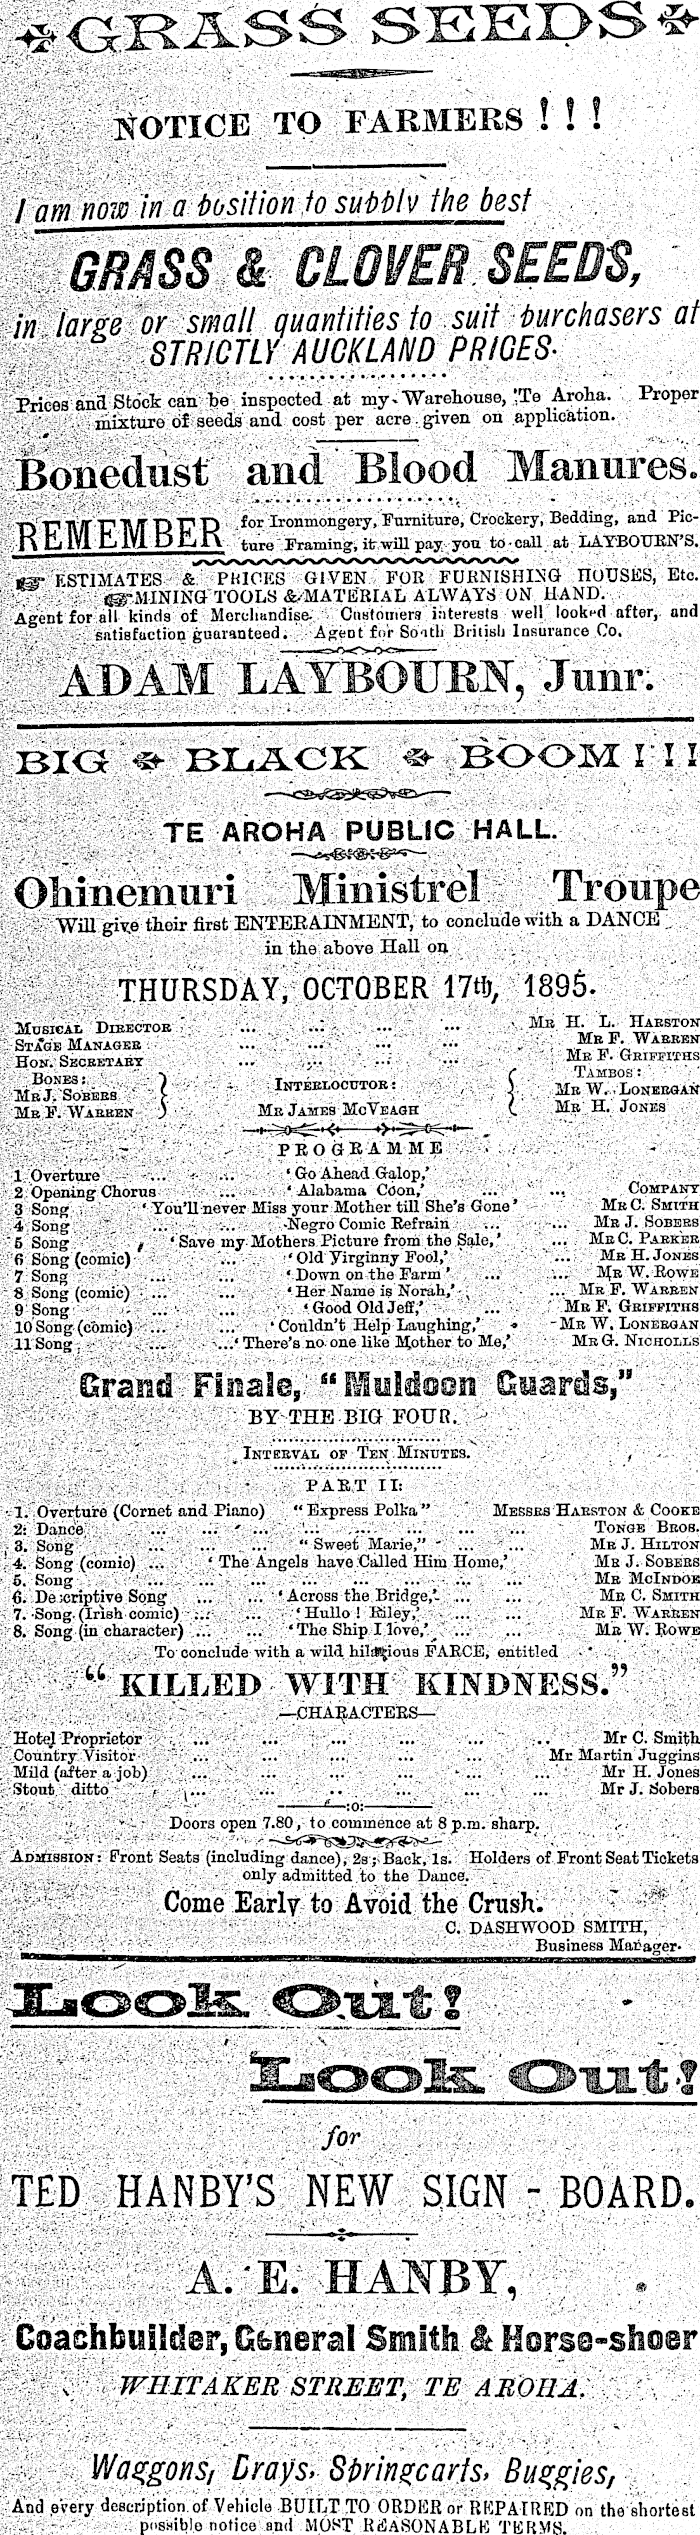 GRASS SEEDS
NOTICE TO FARMERS!!!
I am now in a position to supply the best
GRASS & CLOVER SEEDS,
in large or small quantities to suit purchasers at
STRICTLY AUCKLAND PRICES.
Prices and Stock can be inspected at my Warehouse, Te Aroha. Proper
mixture of seeds and cost per acre given on application.
Bonedust and Blood Manures.
REMEMBER for Ironmongery, Furniture, Crockery, Bedding, and Pic-
ture Framing, it will pay you to call at LAYBOURN'S.
ESTIMATES & PRICES GIVEN FOR FURNISHING HOUSES, Etc.
MINING TOOLS & MATERIAL ALWAYS ON HAND.
Agent for all kinds of Merchandise. Customers interests well looked after, and
satisfaction guaranteed. Agent for South British Insurance Co.
ADAM LAYBOURN, Junr.
BIG BLACK BOOM!!!
TE AROHA PUBLIC HALL.
Ohinemuri Ministrel Troupe
Will give their first ENTERAINMENT, to conclude with a DANCE
in the above Hall on
THURSDAY, OCTOBER 17th, 1895.
MUSICAL DIRECTOR ... ... ... ... MR H. L. HARSTON
STAGE MANAGER ... ... ... ... MR F. WARREN
HON. SECRETARY ... ... ... ... MR F. GRIFFITHS
BONES: INTERLOCUTOR: TAMBOS:
MR J. SOBERS MR W. LONERGAN
MR F. WARREN MR JAMES MCVEAGH MR H. JONES
PROGRAMME
1 Overture ... ... 'Go Ahead Galop,'
2 Opening Chorus ... 'Alabama Coon,' ... ... COMPANY
3 Song 'You'll never Miss your Mother till She's Gone' MR C. SMITH
4 Song ... ... Negro Comic Refrain ... ... MR J. SOBERS
5 Song 'Save my Mothers Picture from the Sale,' ... MR C. PARKER
6 Song (comic) ... ... 'Old Virginny Fool,' ... MR H. JONES
7 Song ... ... 'Down on the Farm' ... ... MR W. ROWE
8 Song (comic) ... ... 'Her Name is Norah,' ... MR F. WARREN
9 Song ... ... 'Good Old Jeff,' ... MR F. GRIFFITHS
10 Song (comic) ... ... 'Couldn't Help Laughing,' MR W. LONERGAN
11 Song ... ... 'There's no one like Mother to Me,' MR G. NICHOLLS
Grand Finale, "Muldoon Guards,"
BY THE BIG FOUR.
INTERVAL OF TEN MINUTES.
PART II:
1. Overture (Cornet and Piano) "Express Polka" MESSRS HARSTON & COOKE
2: Dance ... ... ... ... ... ... ... TONGE BROS.
3. Song ... ... "Sweet Marie," ... ... MR J. HILTON
4. Song (comic) ... 'The Angels have Called Him Home,' MR J. SOBERS
5. Song ... ... ... ... ... ... ... MR MCINDOE
6. Descriptive Song ... ... 'Across the Bridge,' ... ... MR C. SMITH
7. Song (Irish comic) ... ... 'Hullo! Riley,' ... ... MR F. WARREN
8. Song (in character) ... ... 'The Ship I love,' ... ... MR W. ROWE
To conclude with a wild hilarious FARCE, entitled
"KILLED WITH KINDNESS."
—CHARACTERS—
Hotel Proprietor ... ... ... ... ... .. Mr C. Smith
Country Visitor ... ... ... ... ... Mr Martin Juggins
Mild (after a job) ... ... ... ... ... ... Mr H. Jones
Stout ditto ... ... .. ... ... ... Mr J. Sobers
:o:
Doors open 7.80, to commence at 8 p.m. sharp.
ADMISSION: Front Seats (including dance), 2s; Back, 1s. Holders of Front Seat Tickets
only admitted to the Dance.
Come Early to Avoid the Crush.
C. DASHWOOD SMITH,
Business Manager.
Look Out!
Look Out!
for
TED HANBY'S NEW SIGN-BOARD.
A. E. HANBY,
Coachbuilder, General Smith & Horse-shoer
WHITAKER STREET, TE AROHA.
Waggons, Drays, Springcarts, Buggies,
And every description of Vehicle BUILT TO ORDER or REPAIRED on the shortest
possible notice and MOST REASONABLE TERMS.